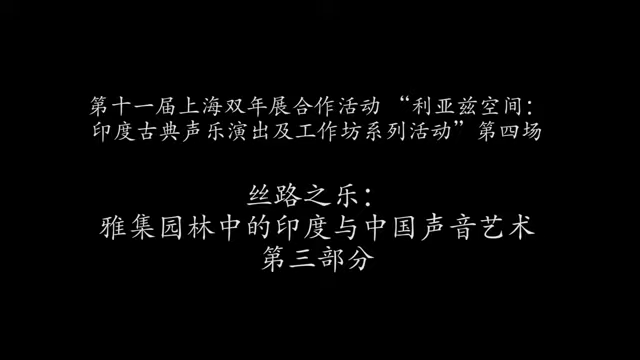 第十一届上海双年展合作活动 “利亚兹空间：
印度古典声乐演出及工作坊系列活动”第四场
丝路之乐：
雅集园林中的印度与中国声音艺术
第三部分